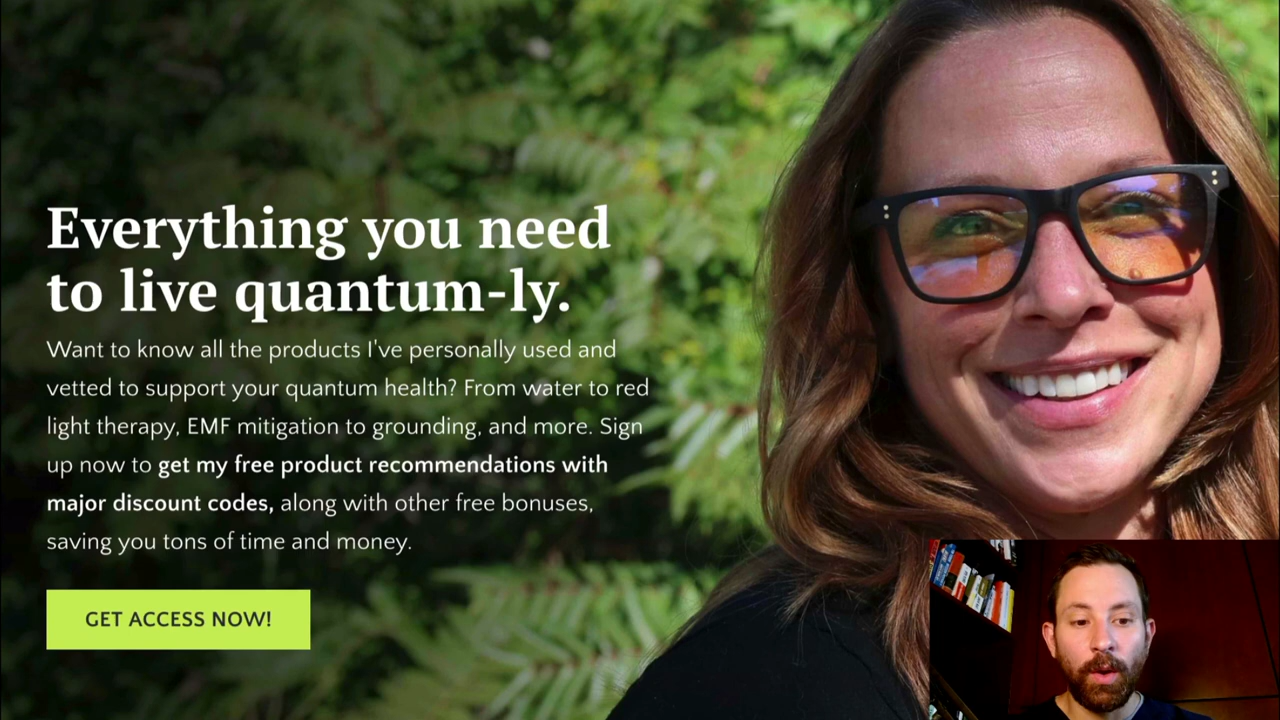 Everything you need
to live quantum-ly.
Want to know all the products I've personally used and
vetted to support your quantum health? From water to red
light therapy, EMF mitigation to grounding, and more. Sign
up now to get my free product recommendations with
major discount codes, along with other free bonuses,
saving you tons of time and money.
GET ACCESS NOW!